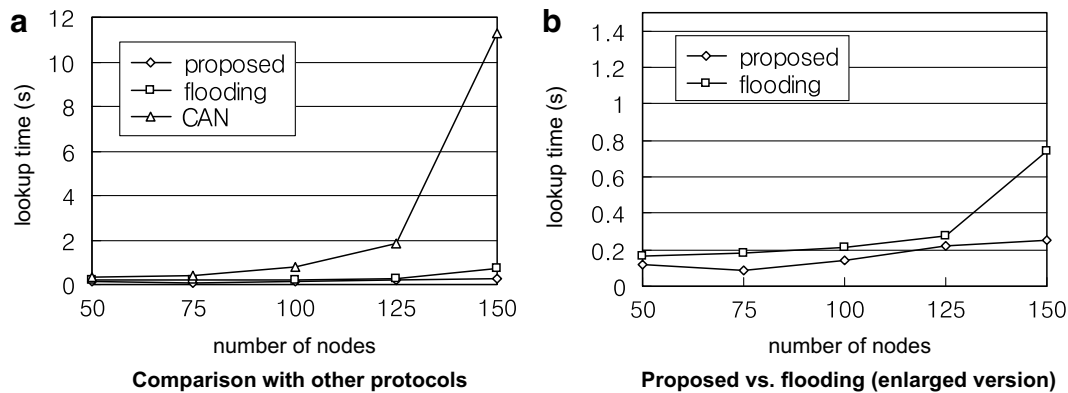 a
12
10
8
6
4
2
0
proposed
flooding
CAN
lookup time (s)
50 75 100 125 150
number of nodes
Comparison with other protocols
b
1.4
1.2
1
0.8
0.6
0.4
0.2
0
proposed
flooding
lookup time (s)
50 75 100 125 150
number of nodes
Proposed vs. flooding (enlarged version)